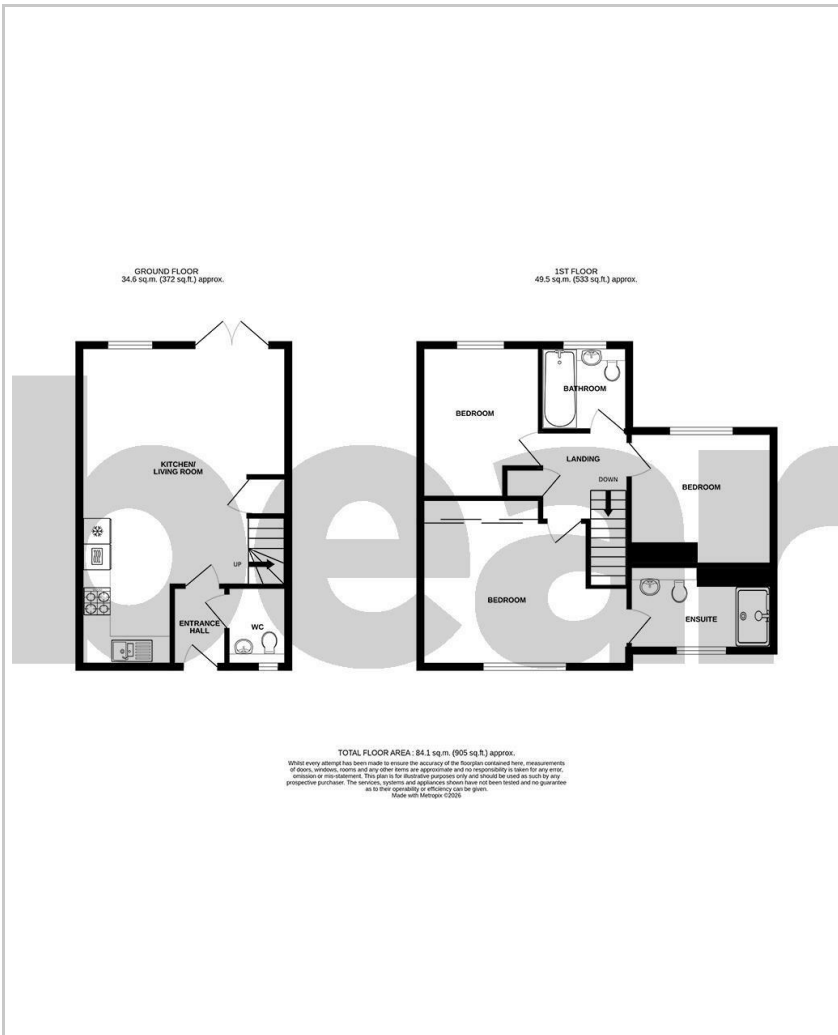 GROUND FLOOR
34.6 sq.m. (372 sq.ft.) approx.
1ST FLOOR
49.5 sq.m. (533 sq.ft.) approx.
KITCHEN/
LIVING ROOM
UP
ENTRANCE
HALL
WC
BEDROOM
BATHROOM
LANDING
DOWN
BEDROOM
BEDROOM
ENSUITE
bear
TOTAL FLOOR AREA : 84.1 sq.m. (905 sq.ft.) approx.
Whilst every attempt has been made to ensure the accuracy of the floorplan contained here, measurements
of doors, windows, rooms and any other items are approximate and no responsibility is taken for any error,
omission or mis-statement. This plan is for illustrative purposes only and should be used as such by any
prospective purchaser. The services, systems and appliances shown have not been tested and no guarantee
as to their operability or efficiency can be given.
Made with Metropix ©2026